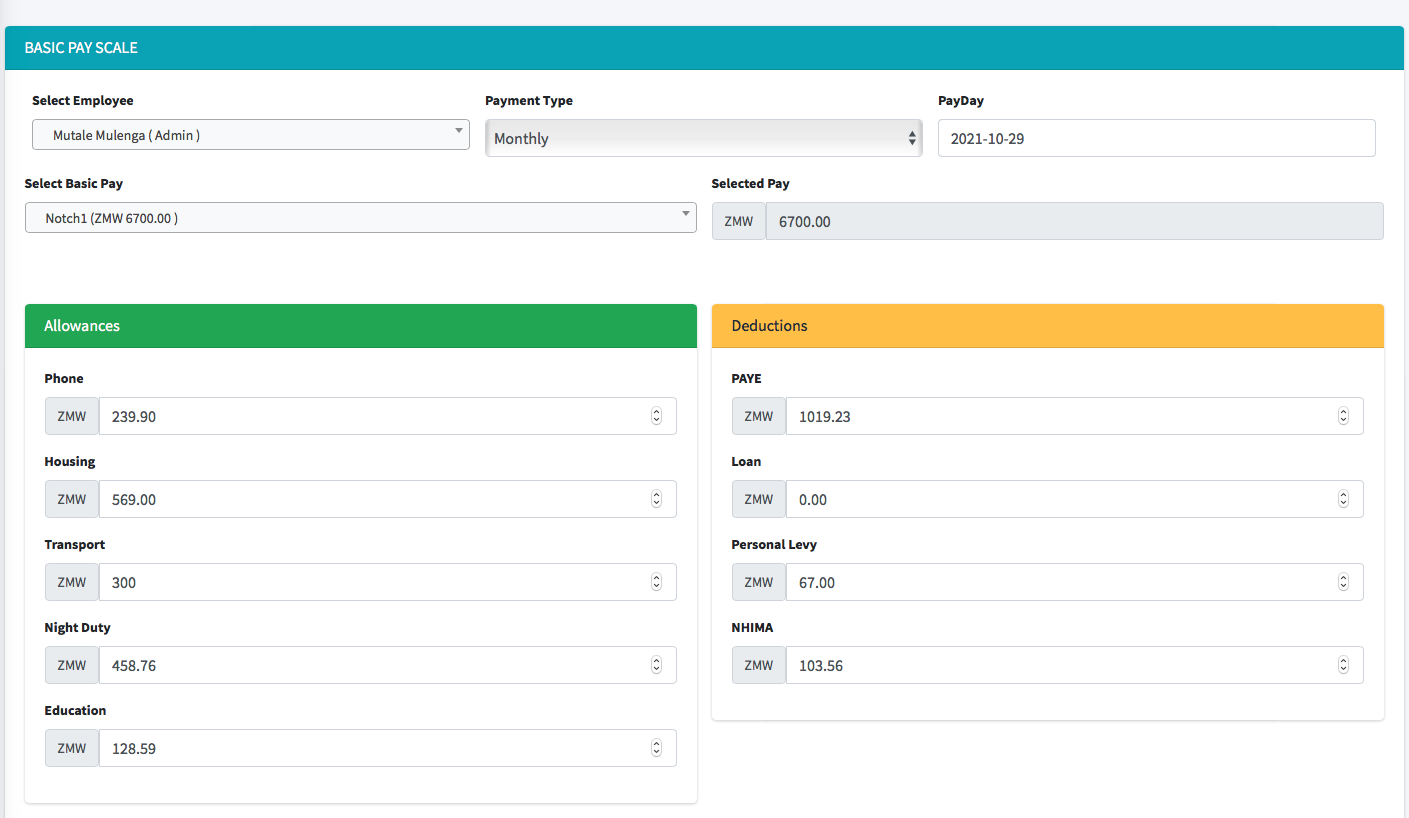 BASIC PAY SCALE
Select Employee
Mutale Mulenga ( Admin )
Payment Type
Monthly
PayDay
2021-10-29
Select Basic Pay
Notch1 (ZMW 6700.00 )
Selected Pay
ZMW 6700.00
Allowances
Phone
ZMW 239.90
Housing
ZMW 569.00
Transport
ZMW 300
Night Duty
ZMW 458.76
Education
ZMW 128.59
Deductions
PAYE
ZMW 1019.23
Loan
ZMW 0.00
Personal Levy
ZMW 67.00
NHIMA
ZMW 103.56